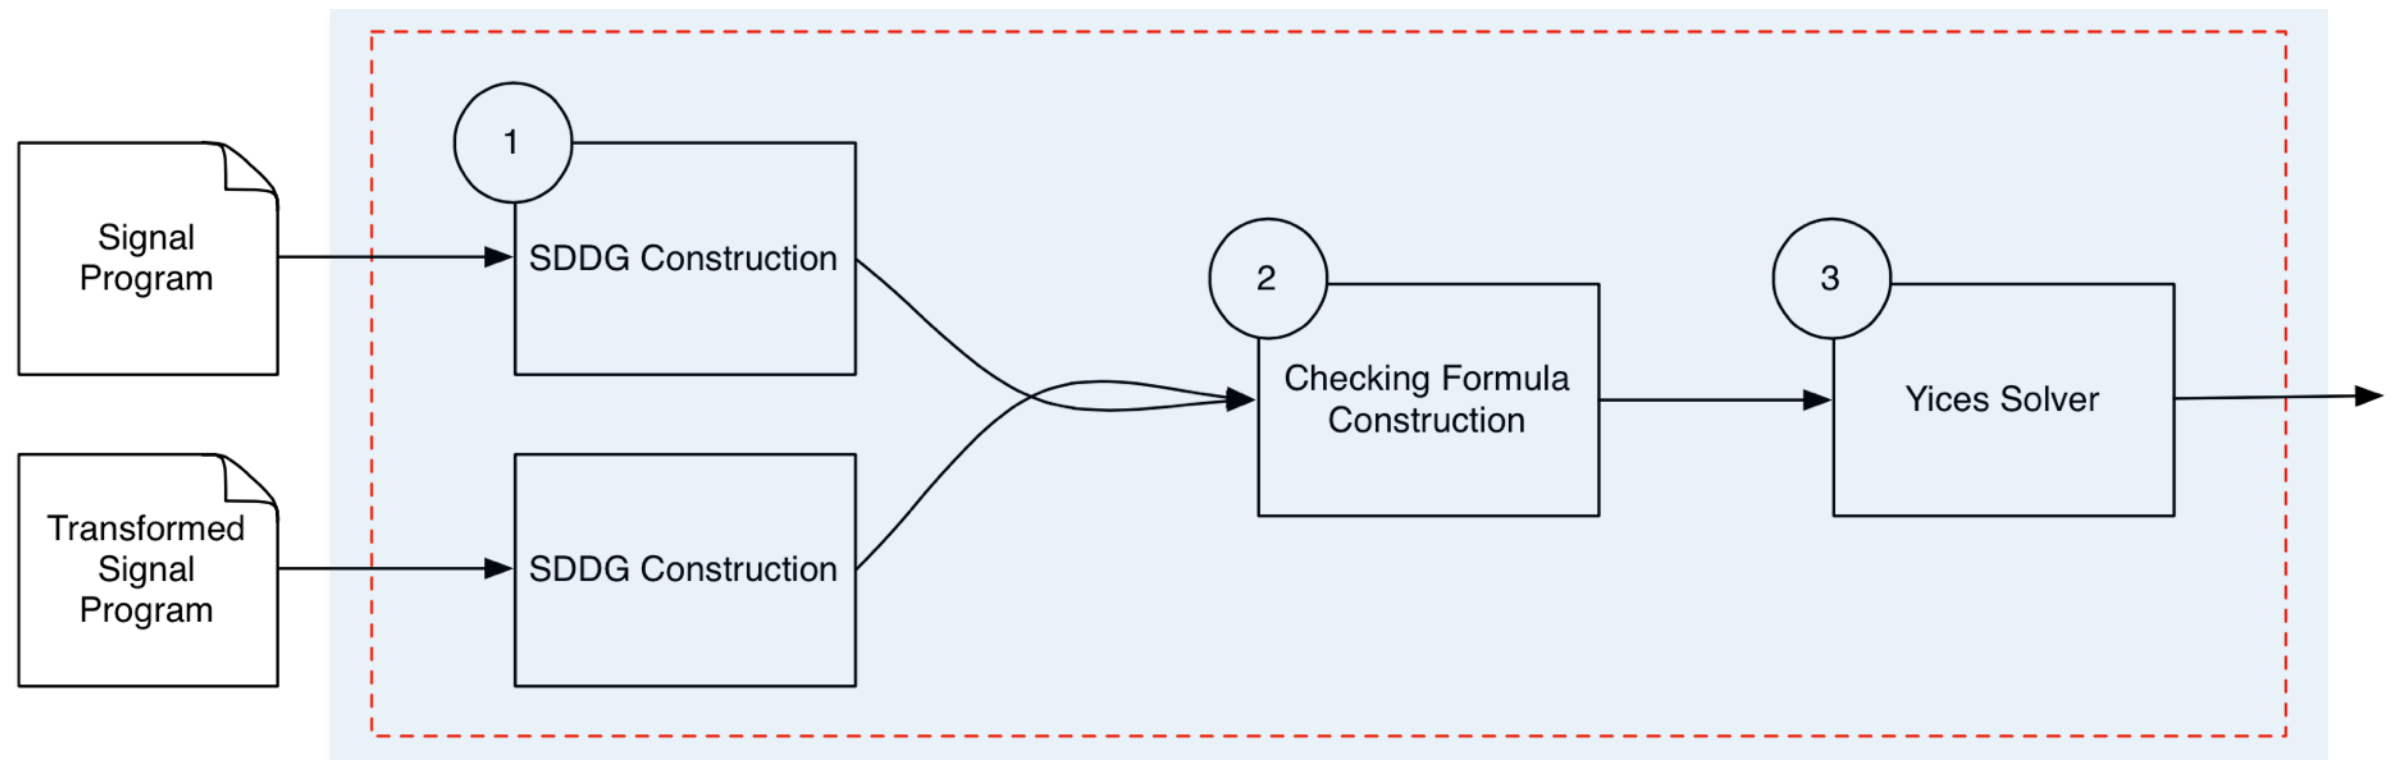 1
Signal
Program
SDDG Construction
2
3
Checking Formula
Construction
Yices Solver
Transformed
Signal
Program
SDDG Construction